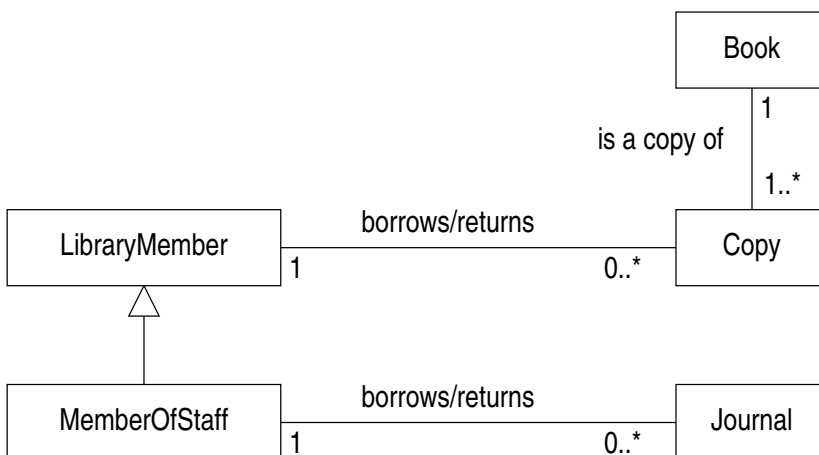 Book
1
is a copy of
1..*
LibraryMember
borrows/returns
Copy
1
0..*
MemberOfStaff
borrows/returns
Journal
1
0..*